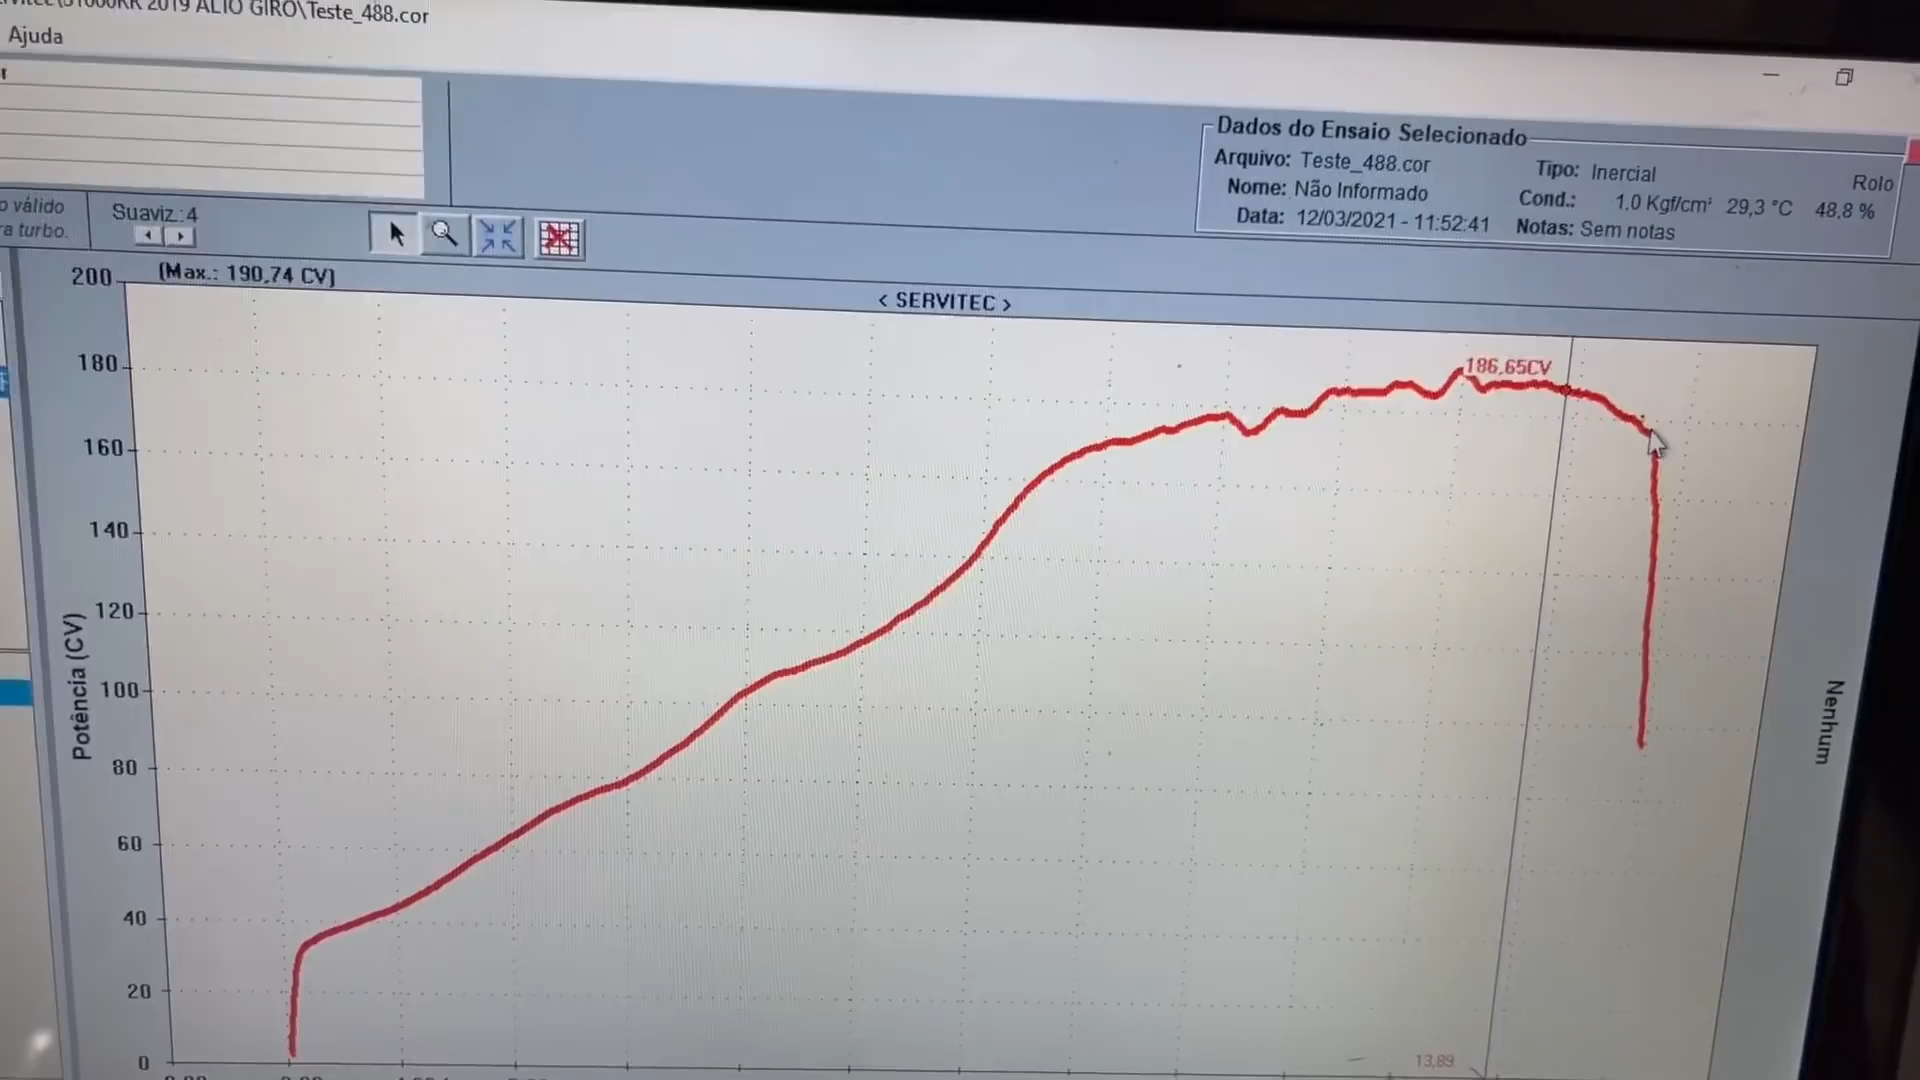 2019 ALTO GIRO\Teste_488.cor
Ajuda
Dados do Ensaio Selecionado
Arquivo: Teste_488.cor
Tipo: Inercial
Rolo
Nome: Não Informado
Cond.: 1.0 Kgf/cm² 29,3 °C 48,8 %
Data: 12/03/2021 - 11:52:41
Notas: Sem notas
o válido
ra turbo.
Suaviz.:4
(Max.: 190,74 CV)
< SERVITEC >
200
180
160
140
120
100
80
60
40
20
0
Potência (CV)
186,65CV
Nenhum
13,89